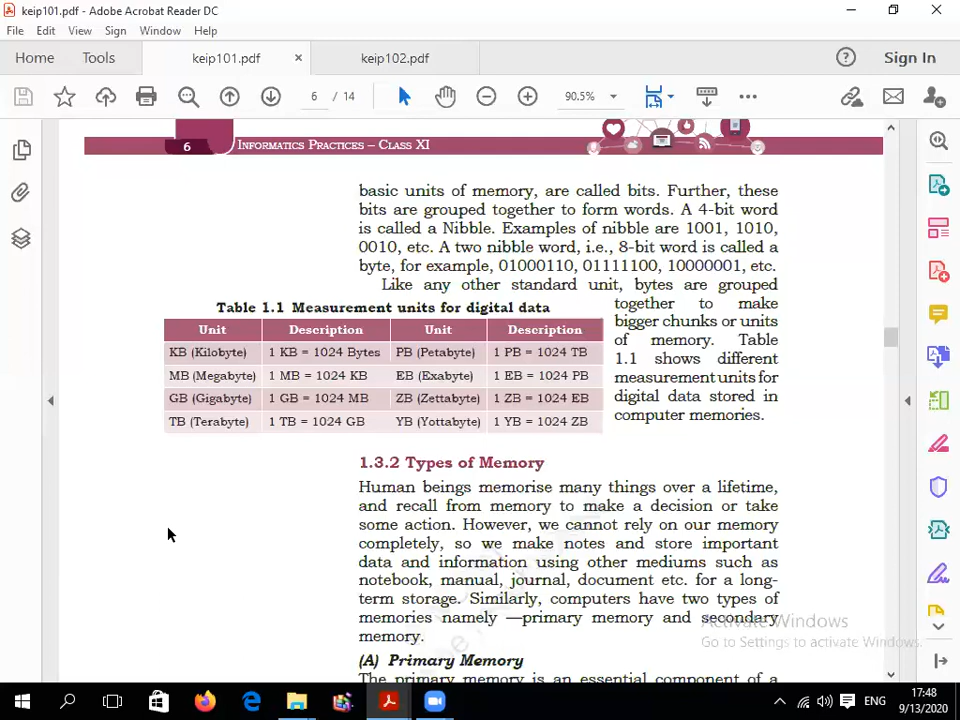 keip101.pdf - Adobe Acrobat Reader DC
File Edit View Window Sign Help
Home Tools keip101.pdf × keip102.pdf Sign In
6 / 14 90.5%
6 INFORMATICS PRACTICES – CLASS XI
basic units of memory, are called bits. Further, these
bits are grouped together to form words. A 4-bit word
is called a Nibble. Examples of nibble are 1001, 1010,
0010, etc. A two nibble word, i.e., 8-bit word is called a
byte, for example, 01000110, 01111100, 10000001, etc.
Like any other standard unit, bytes are grouped
together to make
bigger chunks or units
of memory. Table
1.1 shows different
measurement units for
digital data stored in
computer memories.
Table 1.1 Measurement units for digital data
Unit Description Unit Description
KB (Kilobyte) 1 KB = 1024 Bytes PB (Petabyte) 1 PB = 1024 TB
MB (Megabyte) 1 MB = 1024 KB EB (Exabyte) 1 EB = 1024 PB
GB (Gigabyte) 1 GB = 1024 MB ZB (Zettabyte) 1 ZB = 1024 EB
TB (Terabyte) 1 TB = 1024 GB YB (Yottabyte) 1 YB = 1024 ZB
1.3.2 Types of Memory
Human beings memorise many things over a lifetime,
and recall from memory to make a decision or take
some action. However, we cannot rely on our memory
completely, so we make notes and store important
data and information using other mediums such as
notebook, manual, journal, document etc. for a long-
term storage. Similarly, computers have two types of
memories namely —primary memory and secondary
memory.
(A) Primary Memory
The primary memory is an essential component of a
Activate Windows
Go to Settings to activate Windows.
ENG
17:48
9/13/2020